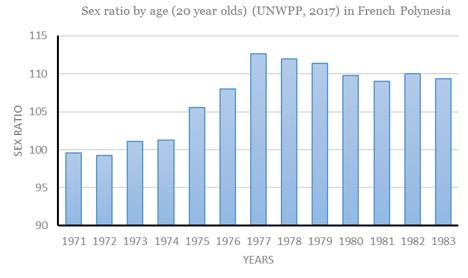 Sex ratio by age (20 year olds) (UNWPP, 2017) in French Polynesia
115
110
105
100
95
90
SEX RATIO
1971 1972 1973 1974 1975 1976 1977 1978 1979 1980 1981 1982 1983
YEARS